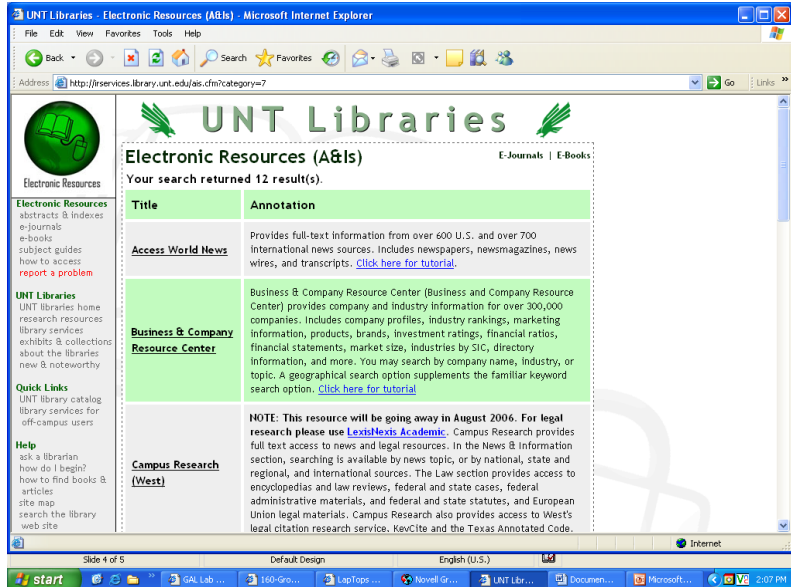 UNT Libraries - Electronic Resources (A&Is) - Microsoft Internet Explorer
File Edit View Favorites Tools Help
Back Search Favorites
Address http://irservices.library.unt.edu/ais.cfm?category=7 Go Links »
UNT Libraries
Electronic Resources
Electronic Resources
abstracts & indexes
e-journals
e-books
subject guides
how to access
report a problem
UNT Libraries
UNT libraries home
research resources
library services
exhibits & collections
about the libraries
new & noteworthy
Quick Links
UNT library catalog
library services for
off-campus users
Help
ask a librarian
how do I begin?
how to find books &
articles
site map
search the library
web site
Electronic Resources (A&Is) E-Journals | E-Books
Your search returned 12 result(s).
Title Annotation
Access World News
Provides full-text information from over 600 U.S. and over 700
international news sources. Includes newspapers, newsmagazines, news
wires, and transcripts. Click here for tutorial.
Business & Company
Resource Center
Business & Company Resource Center (Business and Company Resource
Center) provides company and industry information for over 300,000
companies. Includes company profiles, industry rankings, marketing
information, products, brands, investment ratings, financial ratios,
financial statements, market size, industries by SIC, directory
information, and more. You may search by company name, industry, or
topic. A geographical search option supplements the familiar keyword
search option. Click here for tutorial
Campus Research
(West)
NOTE: This resource will be going away in August 2006. For legal
research please use LexisNexis Academic. Campus Research provides
full text access to news and legal resources. In the News & Information
section, searching is available by news topic, or by national, state and
regional, and international sources. The Law section provides access to
encyclopedias and law reviews, federal and state cases, federal
administrative materials, and federal and state statutes, and European
Union legal materials. Campus Research also provides access to West's
legal citation research service, KeyCite and the Texas Annotated Code.
Internet
Slide 4 of 5 Default Design English (U.S.)
start » GAL Lab ... 160-Gro... LapTops ... Novell Gr... UNT Libr... Documen... Microsoft... 2:07 PM